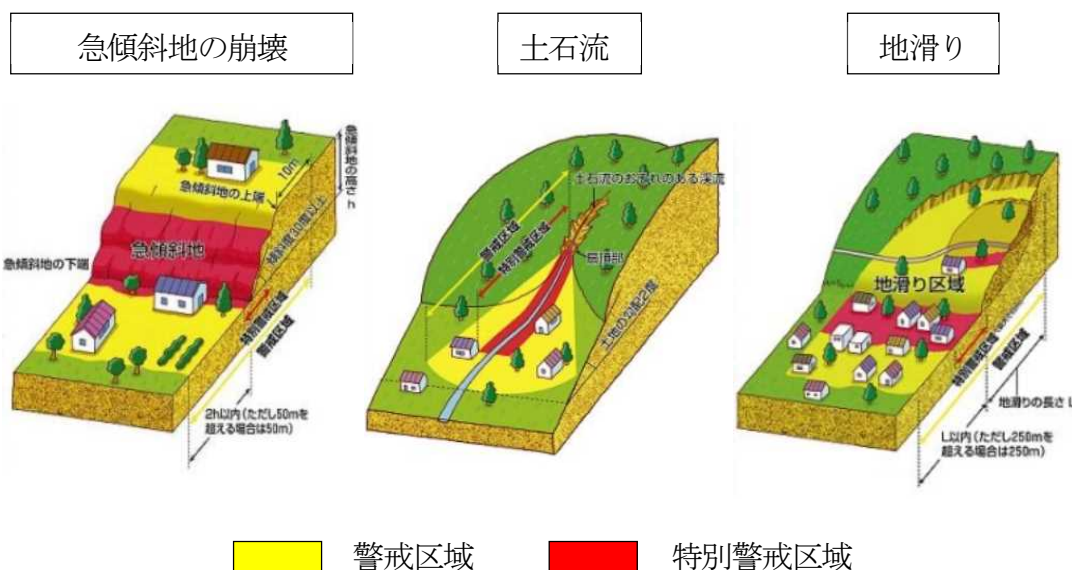 急傾斜地の崩壊
土石流
地滑り
急傾斜地の高さh
10m
急傾斜地の上端
傾斜度30度以上
急傾斜地
急傾斜地の下端
特別警戒区域
警戒区域
2h以内(ただし50mを
超える場合は50m)
土石流のおそれのある渓流
警戒区域
特別警戒区域
扇頂部
土地の勾配2度
地滑り区域
特別警戒区域
警戒区域
地滑りの長さL
L以内(ただし250mを
超える場合は250m)
警戒区域
特別警戒区域